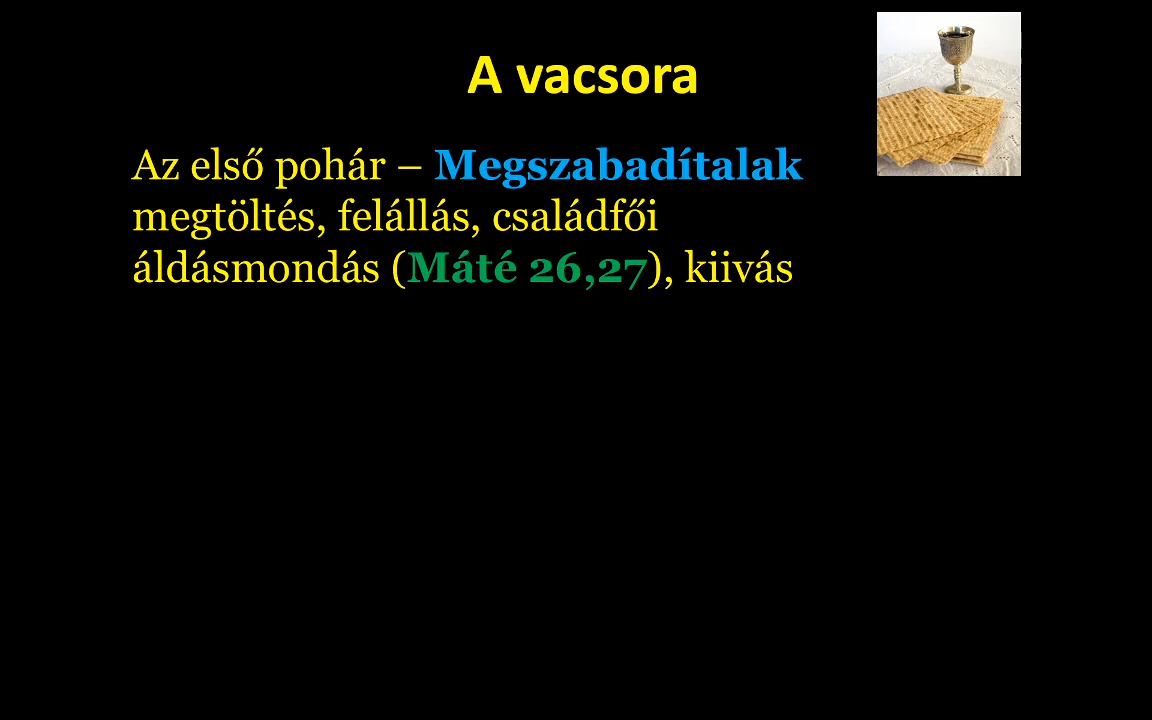 A vacsora
Az első pohár – Megszabadítalak
megtöltés, felállás, családfői
áldásmondás (Máté 26,27), kiivás